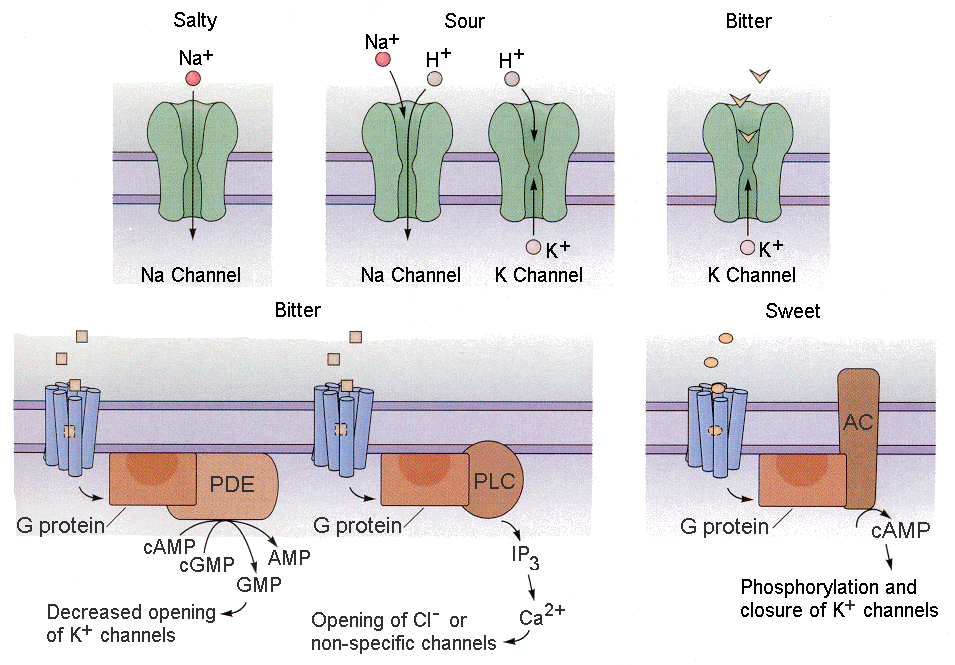 Salty
Sour
Bitter
Na+
Na+
H+
H+
K+
K+
Na Channel
Na Channel
K Channel
K Channel
Bitter
Sweet
AC
PDE
PLC
G protein
G protein
G protein
cAMP
cGMP
GMP
AMP
IP3
cAMP
Ca2+
Decreased opening
of K+ channels
Opening of Cl– or
non-specific channels
Phosphorylation and
closure of K+ channels